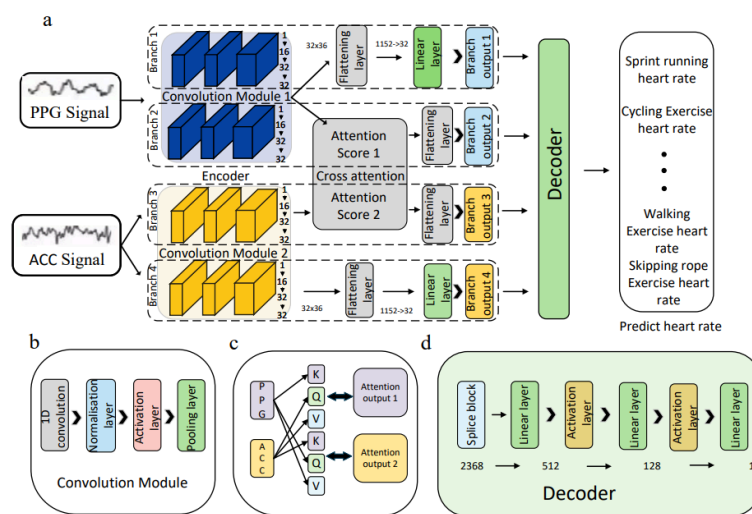 a
Branch 1
1
16
32
32
Convolution Module 1
32x36
Flattening
layer
1152->32
Linear
layer
Branch
output 1
PPG Signal
Branch 2
1
16
32
32
Encoder
Attention
Score 1
Cross attention
Attention
Score 2
Flattening
layer
Branch
output 2
ACC Signal
Branch 3
1
16
32
32
Convolution Module 2
Flattening
layer
Branch
output 3
Branch 4
1
16
32
32
32x36
Flattening
layer
1152->32
Linear
layer
Branch
output 4
Decoder
Sprint running
heart rate
Cycling Exercise
heart rate
Walking
Exercise heart
rate
Skipping rope
Exercise heart
rate
Predict heart rate
b
1D
convolution
Normalisation
layer
Activation
layer
Pooling layer
Convolution Module
c
PPG
ACC
K
Q
V
K
Q
V
Attention
output 1
Attention
output 2
d
Splice block
Linear layer
Activation
layer
Linear
layer
Activation
layer
Linear
layer
2368
512
128
1
Decoder